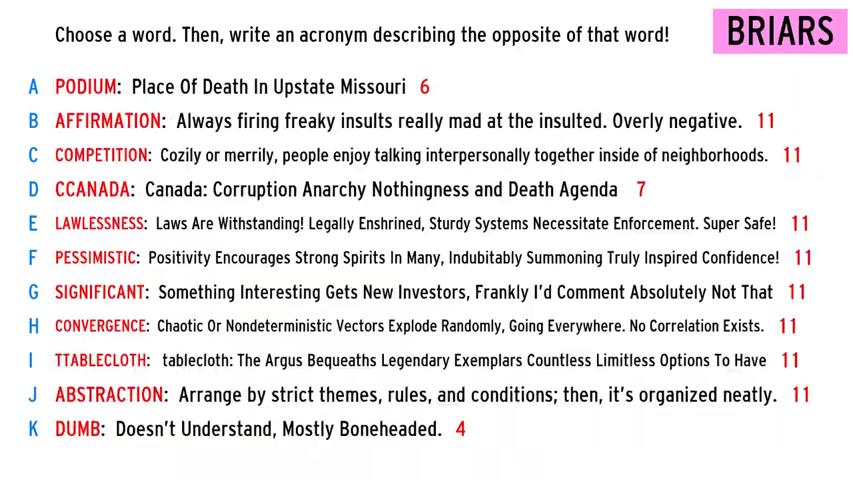 Choose a word. Then, write an acronym describing the opposite of that word!
BRIARS
A PODIUM: Place Of Death In Upstate Missouri 6
B AFFIRMATION: Always firing freaky insults really mad at the insulted. Overly negative. 11
C COMPETITION: Cozily or merrily, people enjoy talking interpersonally together inside of neighborhoods. 11
D CCANADA: Canada: Corruption Anarchy Nothingness and Death Agenda 7
E LAWLESSNESS: Laws Are Withstanding! Legally Enshrined, Sturdy Systems Necessitate Enforcement. Super Safe! 11
F PESSIMISTIC: Positivity Encourages Strong Spirits In Many, Indubitably Summoning Truly Inspired Confidence! 11
G SIGNIFICANT: Something Interesting Gets New Investors, Frankly I'd Comment Absolutely Not That 11
H CONVERGENCE: Chaotic Or Nondeterministic Vectors Explode Randomly, Going Everywhere. No Correlation Exists. 11
I TTABLECLOTH: tablecloth: The Argus Bequeaths Legendary Exemplars Countless Limitless Options To Have 11
J ABSTRACTION: Arrange by strict themes, rules, and conditions; then, it's organized neatly. 11
K DUMB: Doesn't Understand, Mostly Boneheaded. 4